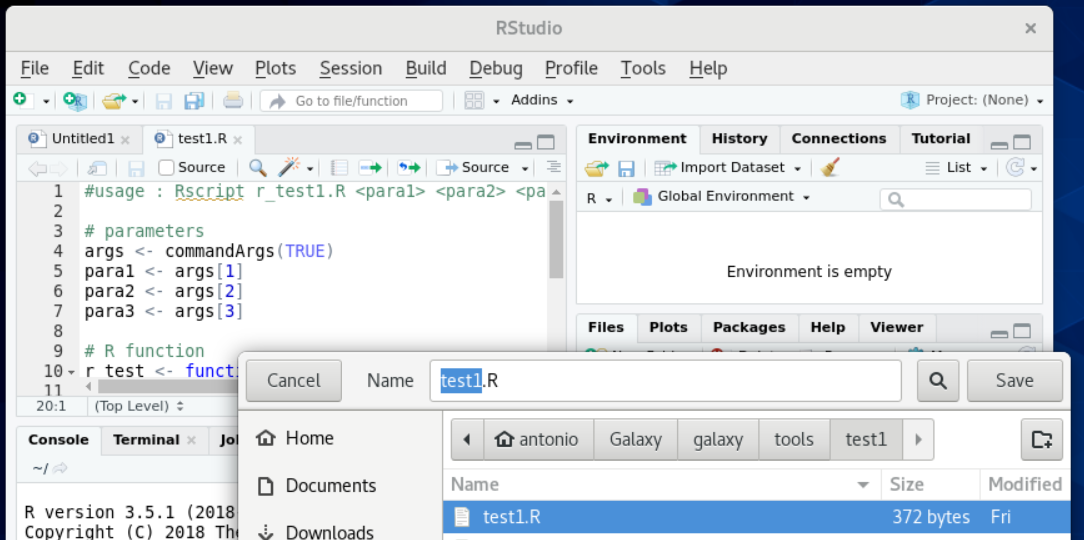 RStudio
File Edit Code View Plots Session Build Debug Profile Tools Help
Go to file/function Addins Project: (None)
Untitled1 test1.R
Source Source
1 #usage : Rscript r_test1.R <para1> <para2> <pa
2
3 # parameters
4 args <- commandArgs(TRUE)
5 para1 <- args[1]
6 para2 <- args[2]
7 para3 <- args[3]
8
9 # R function
10 r_test <- functi
11
20:1 (Top Level)
Environment History Connections Tutorial
Import Dataset List
R Global Environment
Environment is empty
Files Plots Packages Help Viewer
Console Terminal Jo
~/
R version 3.5.1 (2018
Copyright (C) 2018 The
Cancel Name test1.R Save
Home
Documents
Downloads
antonio Galaxy galaxy tools test1
Name Size Modified
test1.R 372 bytes Fri